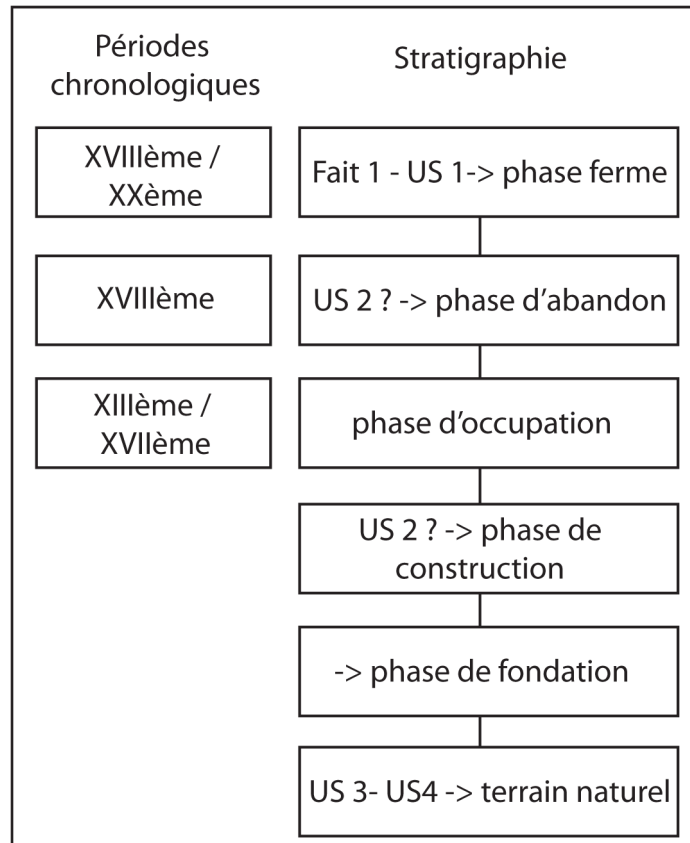 Périodes
chronologiques
Stratigraphie
XVIIIème /
XXème
Fait 1 - US 1-> phase ferme
XVIIIème
US 2 ? -> phase d'abandon
XIIIème /
XVIIème
phase d'occupation
US 2 ? -> phase de
construction
-> phase de fondation
US 3- US4 -> terrain naturel